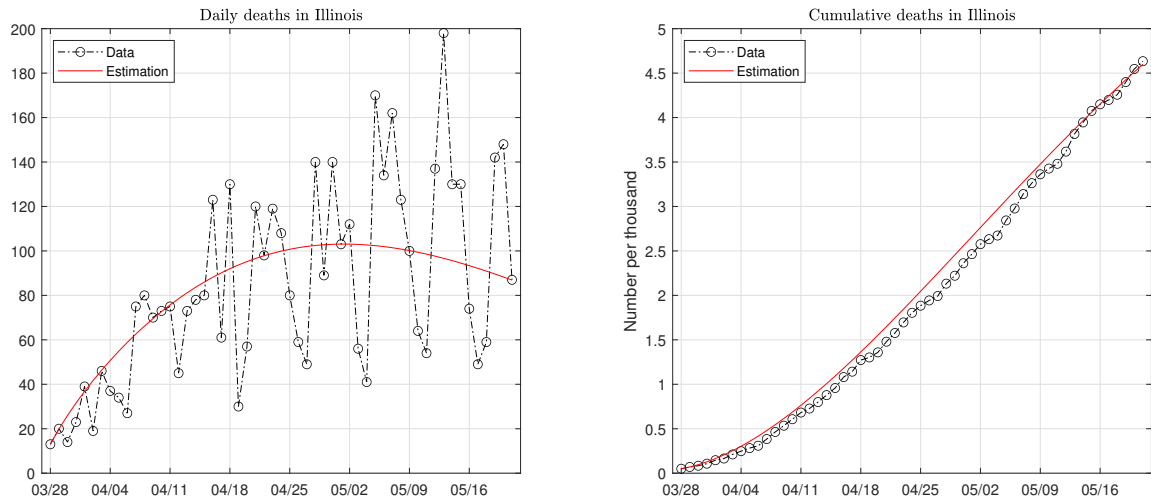 Daily deaths in Illinois
Data
Estimation
200
180
160
140
120
100
80
60
40
20
0
03/28 04/04 04/11 04/18 04/25 05/02 05/09 05/16
Cumulative deaths in Illinois
Data
Estimation
Number per thousand
5
4.5
4
3.5
3
2.5
2
1.5
1
0.5
0
03/28 04/04 04/11 04/18 04/25 05/02 05/09 05/16